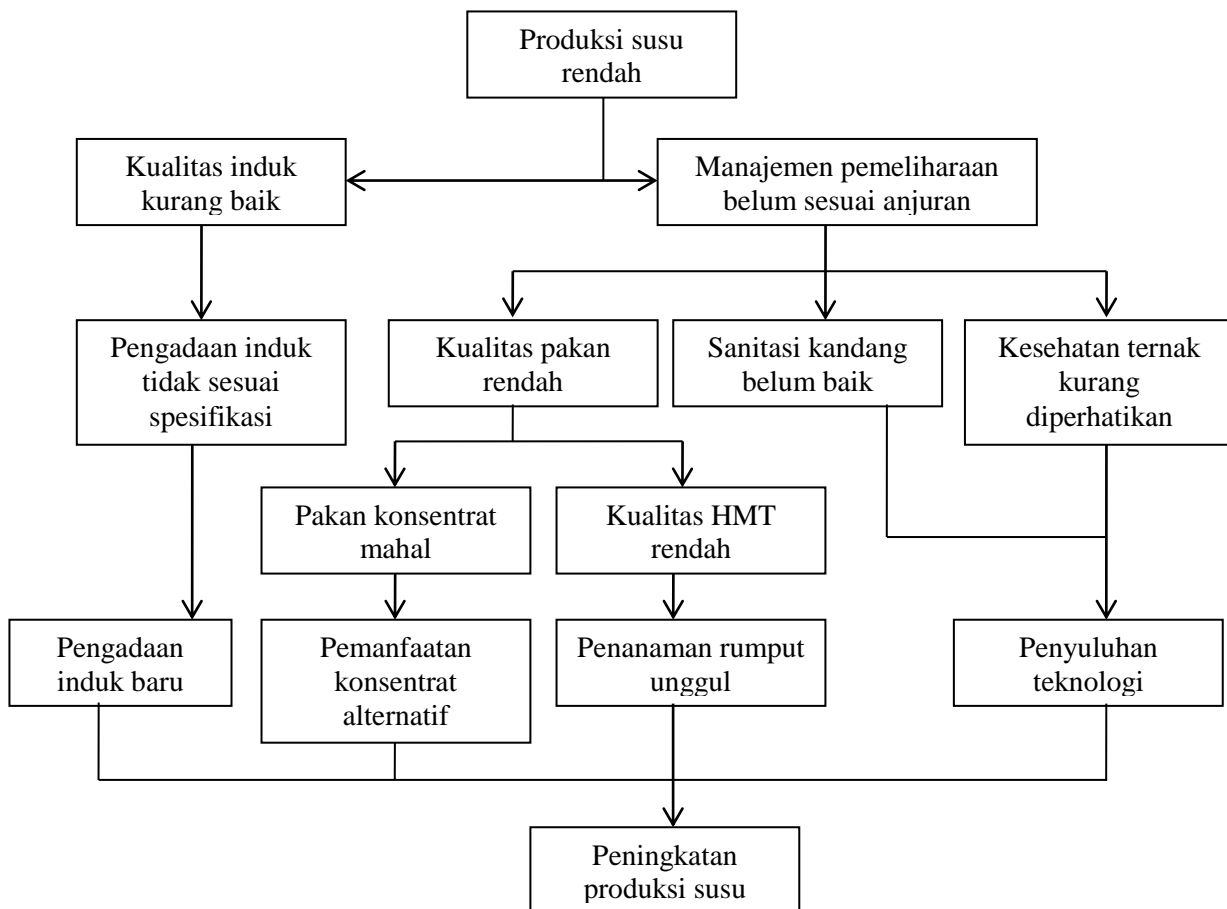 Produksi susu
rendah
Kualitas induk
kurang baik
Manajemen pemeliharaan
belum sesuai anjuran
Pengadaan induk
tidak sesuai
spesifikasi
Kualitas pakan
rendah
Sanitasi kandang
belum baik
Kesehatan ternak
kurang
diperhatikan
Pakan konsentrat
mahal
Kualitas HMT
rendah
Pengadaan
induk baru
Pemanfaatan
konsentrat
alternatif
Penanaman rumput
unggul
Penyuluhan
teknologi
Peningkatan
produksi susu